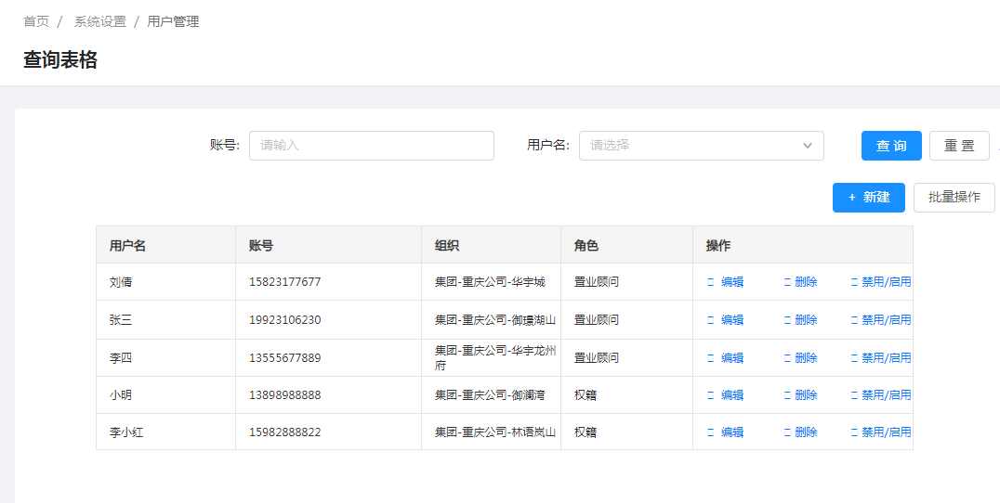 首页 / 系统设置 / 用户管理
查询表格
账号: 请输入 用户名: 请选择 查 询 重 置
+ 新建 批量操作
用户名 账号 组织 角色 操作
刘倩 15823177677 集团-重庆公司-华宇城 置业顾问 编辑 删除 禁用/启用
张三 19923106230 集团-重庆公司-御璟湖山 置业顾问 编辑 删除 禁用/启用
李四 13555677889 集团-重庆公司-华宇龙州 置业顾问 编辑 删除 禁用/启用
府
小明 13898988888 集团-重庆公司-御澜湾 权籍 编辑 删除 禁用/启用
李小红 15982888822 集团-重庆公司-林语岚山 权籍 编辑 删除 禁用/启用